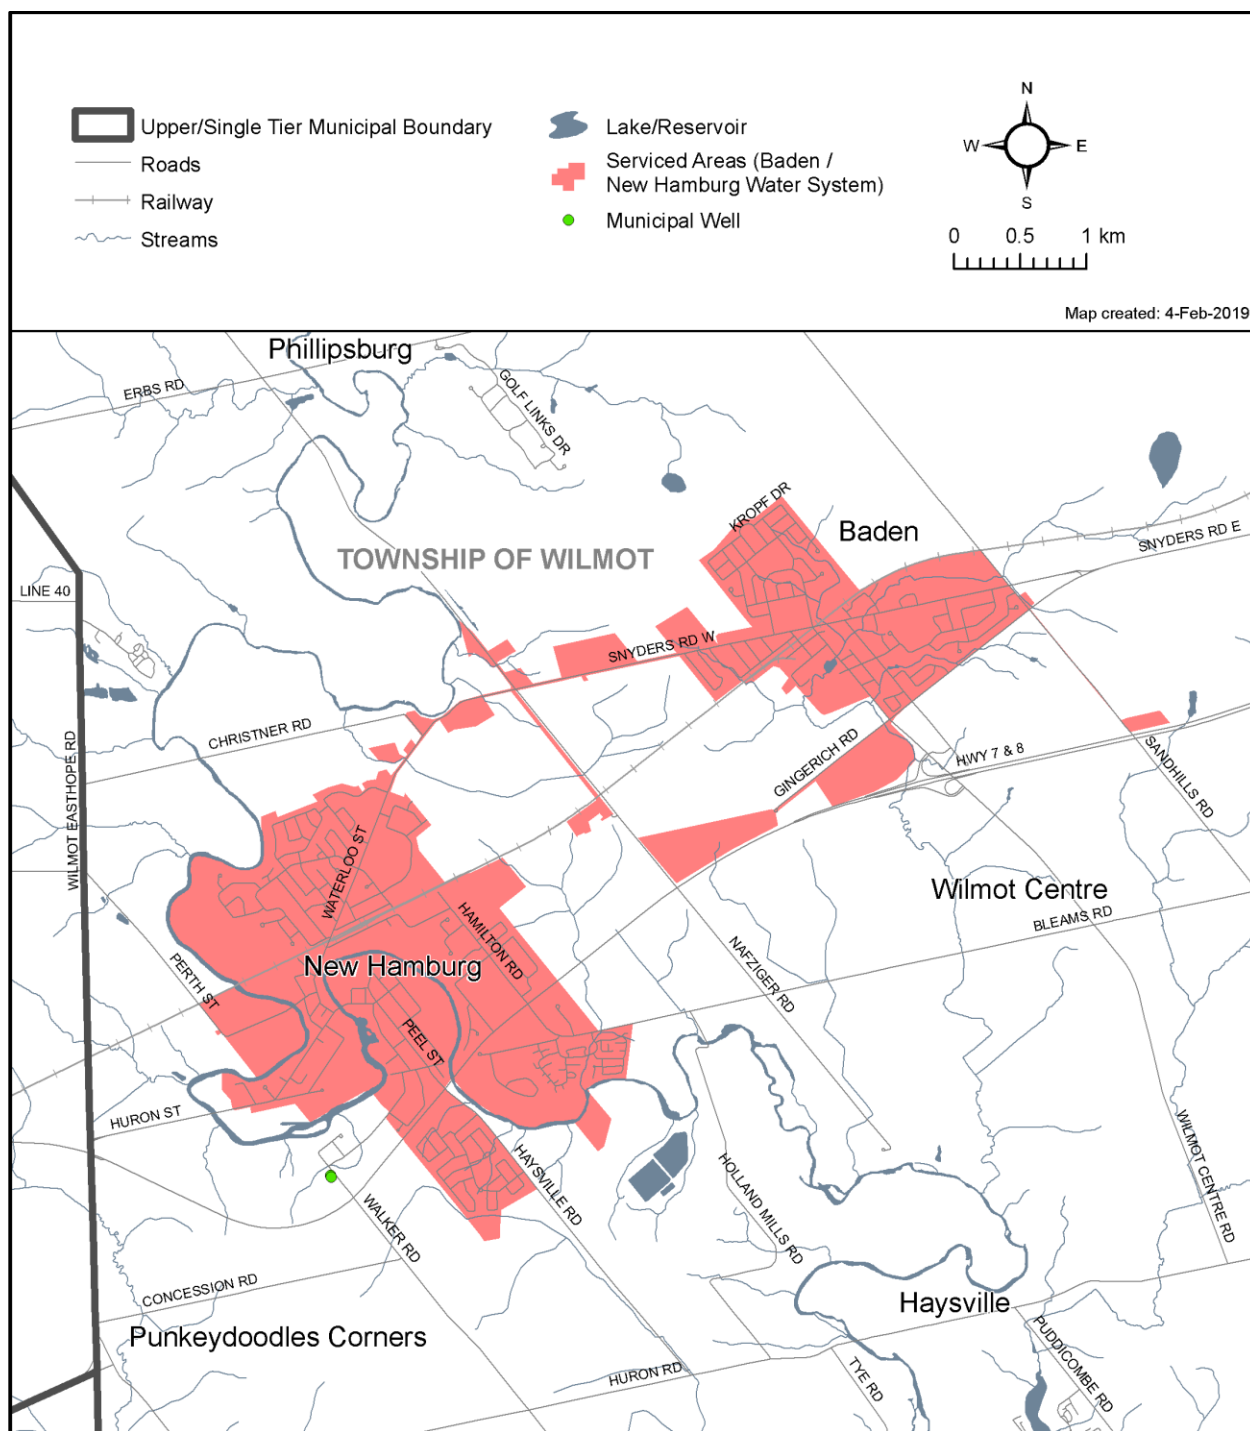 Upper/Single Tier Municipal Boundary
Roads
Railway
Streams
Lake/Reservoir
Serviced Areas (Baden /
New Hamburg Water System)
Municipal Well
N
W
E
S
0 0.5 1 km
Map created: 4-Feb-2019
Phillipsburg
ERBS RD
GOLF LINKS DR
KROPF DR
Baden
SNYDERS RD E
TOWNSHIP OF WILMOT
LINE 40
SNYDERS RD W
CHRISTNER RD
WILMOT EASTHOPE RD
GINGERICH RD
HWY 7 & 8
SANDHILLS RD
WATERLOO ST
Wilmot Centre
BLEAMS RD
HAMILTON RD
NAFZIGER RD
New Hamburg
PERTH ST
PEEL ST
HURON ST
HAYSVILLE RD
HOLLAND MILLS RD
WILMOT CENTRE RD
WALKER RD
CONCESSION RD
Haysville
Punkeydoodles Corners
HURON RD
TYE RD
PUDDICOMBE RD